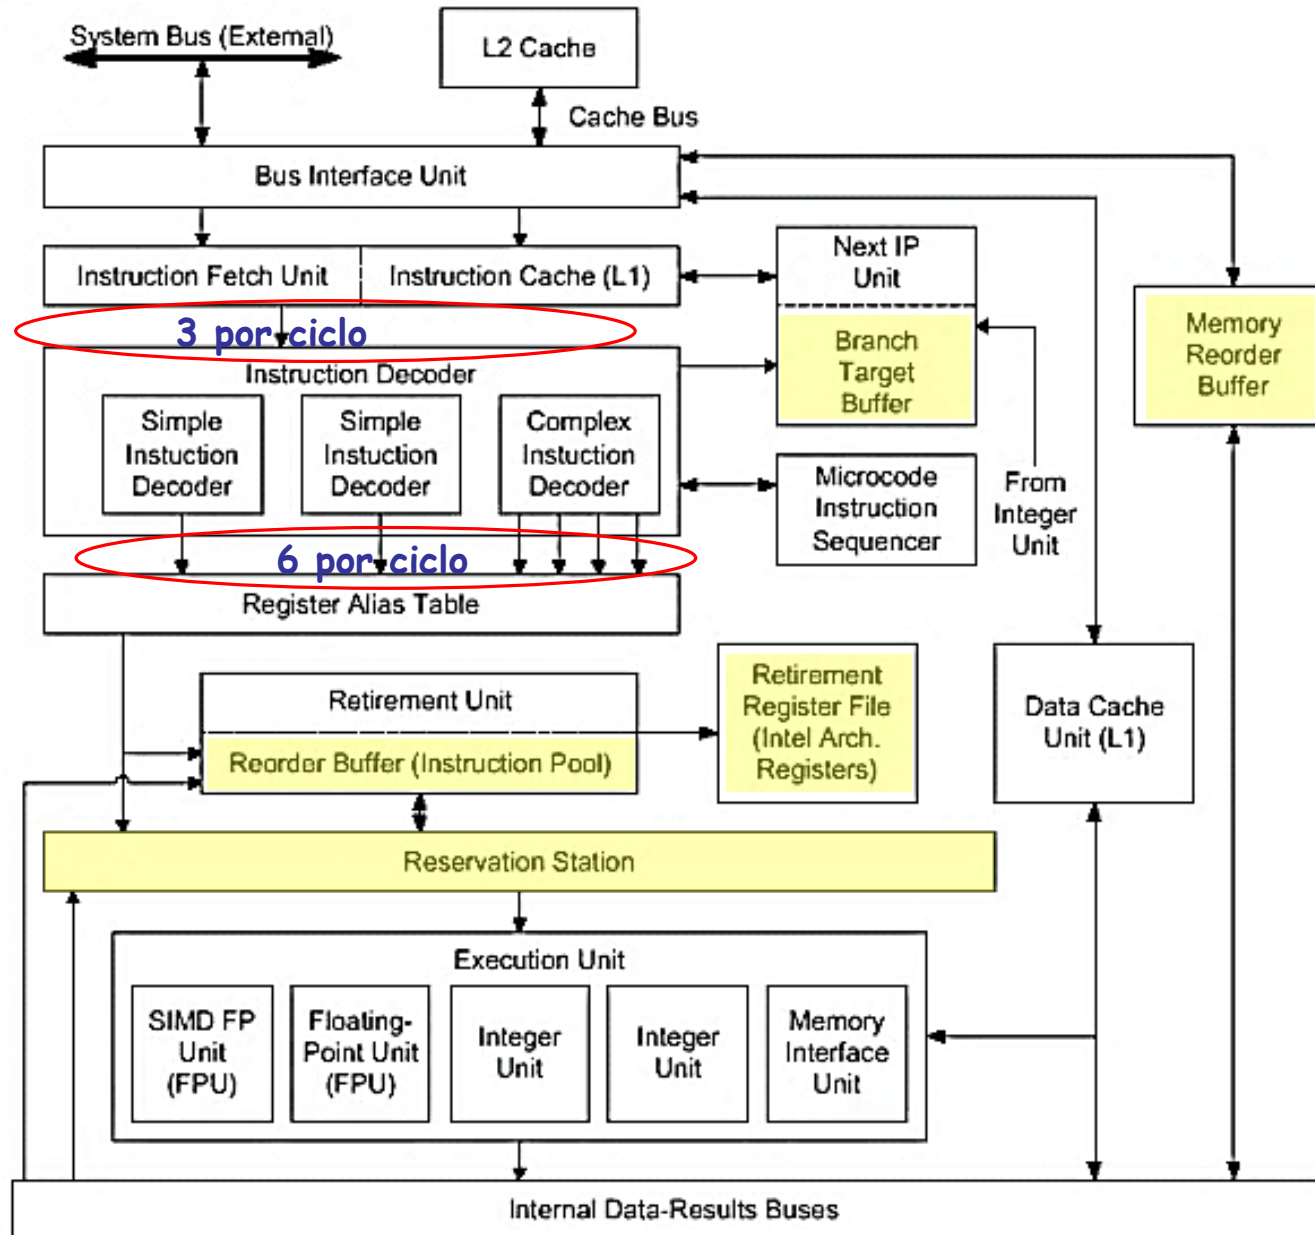 System Bus (External)
L2 Cache
Cache Bus
Bus Interface Unit
Instruction Fetch Unit
Instruction Cache (L1)
Next IP
Unit
Branch
Target
Buffer
Memory
Reorder
Buffer
3 por ciclo
Instruction Decoder
Simple
Instuction
Decoder
Simple
Instuction
Decoder
Complex
Instuction
Decoder
Microcode
Instruction
Sequencer
From
Integer
Unit
6 por ciclo
Register Alias Table
Retirement Unit
Reorder Buffer (Instruction Pool)
Retirement
Register File
(Intel Arch.
Registers)
Data Cache
Unit (L1)
Reservation Station
Execution Unit
SIMD FP
Unit
(FPU)
Floating-
Point Unit
(FPU)
Integer
Unit
Integer
Unit
Memory
Interface
Unit
Internal Data-Results Buses